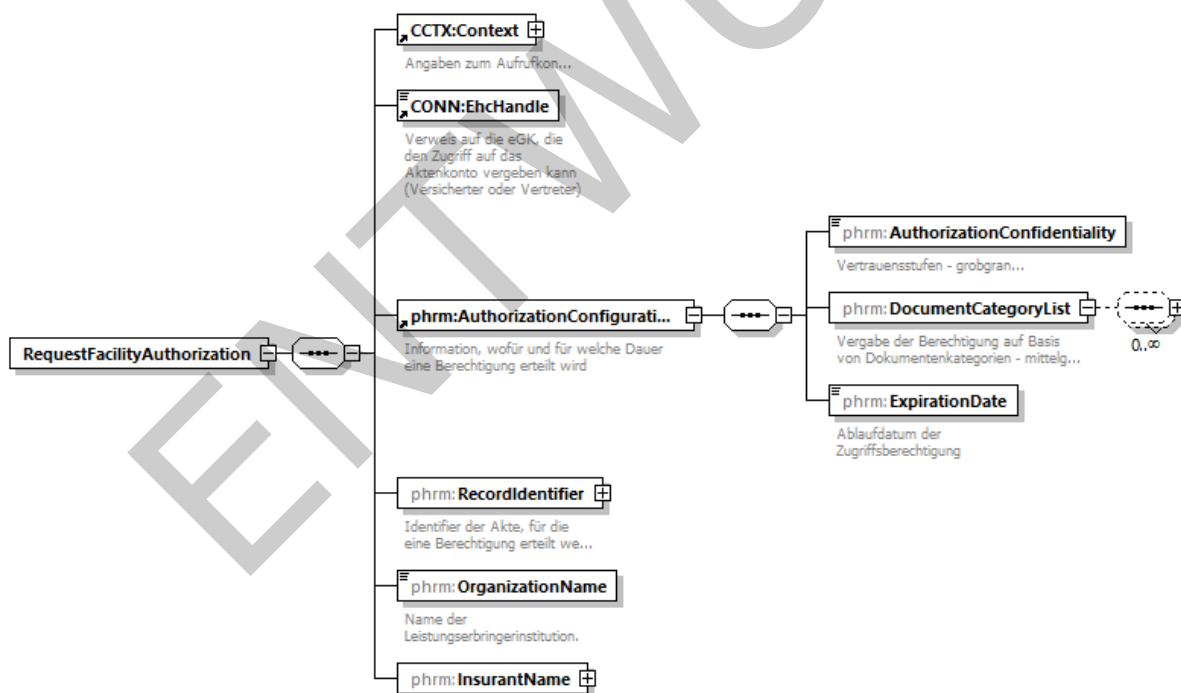 CCTX:Context
Angaben zum Aufrufkon...
CONN:EhcHandle
Verweis auf die eGK, die
den Zugriff auf das
Aktenkonto vergeben kann
(Versicherter oder Vertreter)
RequestFacilityAuthorization
phrm:AuthorizationConfigurati...
Information, wofür und für welche Dauer
eine Berechtigung erteilt wird
phrm:AuthorizationConfidentiality
Vertrauensstufen - grobgran...
phrm:DocumentCategoryList
0..∞
Vergabe der Berechtigung auf Basis
von Dokumentenkategorien - mittelg...
phrm:ExpirationDate
Ablaufdatum der
Zugriffsberechtigung
phrm:RecordIdentifier
Identifier der Akte, für die
eine Berechtigung erteilt we...
phrm:OrganizationName
Name der
Leistungserbringerinstitution.
phrm:InsurantName
ENTWU